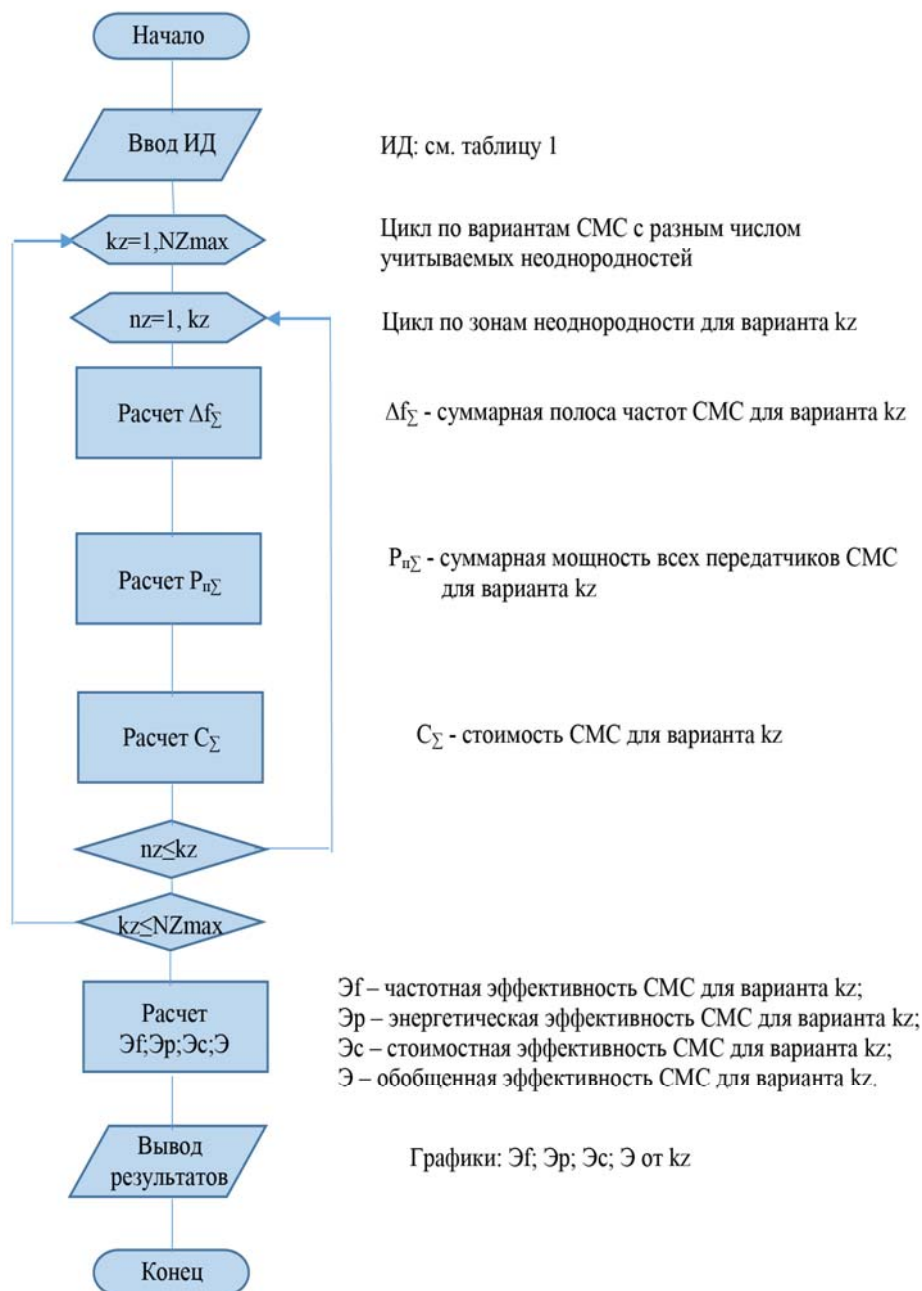 Начало
Ввод ИД
ИД: см. таблицу 1
kz=1,NZmax
Цикл по вариантам СМС с разным числом
учитываемых неоднородностей
nz=1, kz
Цикл по зонам неоднородности для варианта kz
Расчет Δf∑
Δf∑ - суммарная полоса частот СМС для варианта kz
Расчет Pп∑
Pп∑ - суммарная мощность всех передатчиков СМС
для варианта kz
Расчет C∑
C∑ - стоимость СМС для варианта kz
nz≤kz
kz≤NZmax
Расчет
Эf;Эр;Эс;Э
Эf – частотная эффективность СМС для варианта kz;
Эр – энергетическая эффективность СМС для варианта kz;
Эс – стоимостная эффективность СМС для варианта kz;
Э – обобщенная эффективность СМС для варианта kz.
Вывод
результатов
Графики: Эf; Эр; Эс; Э от kz
Конец